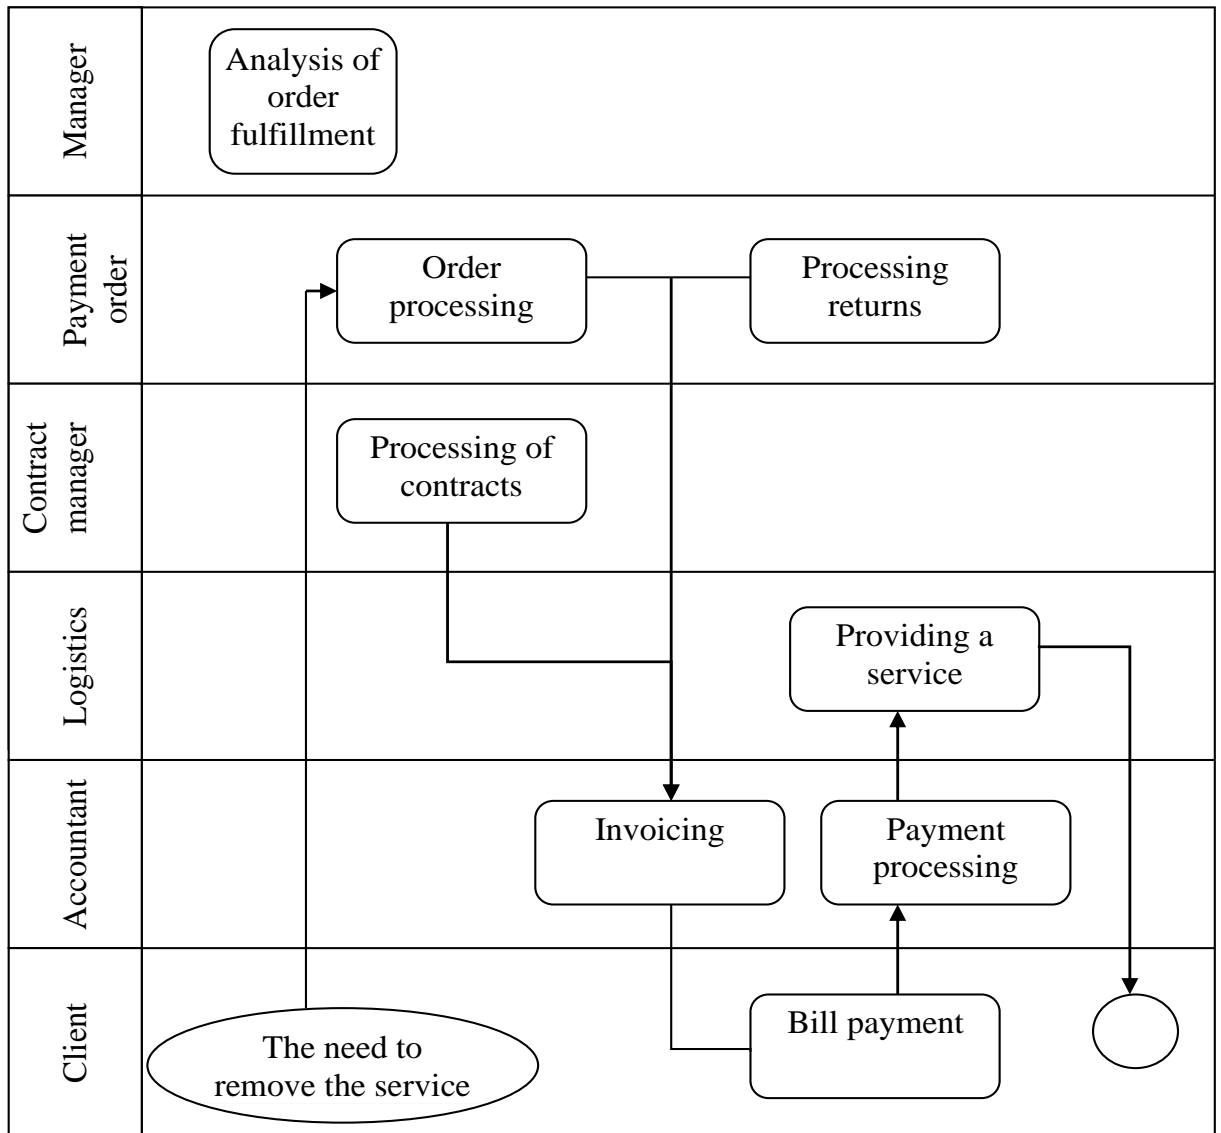 Manager
Analysis of
order
fulfillment
Payment
order
Order
processing
Processing
returns
Contract
manager
Processing of
contracts
Logistics
Providing a
service
Accountant
Invoicing
Payment
processing
Client
The need to
remove the service
Bill payment